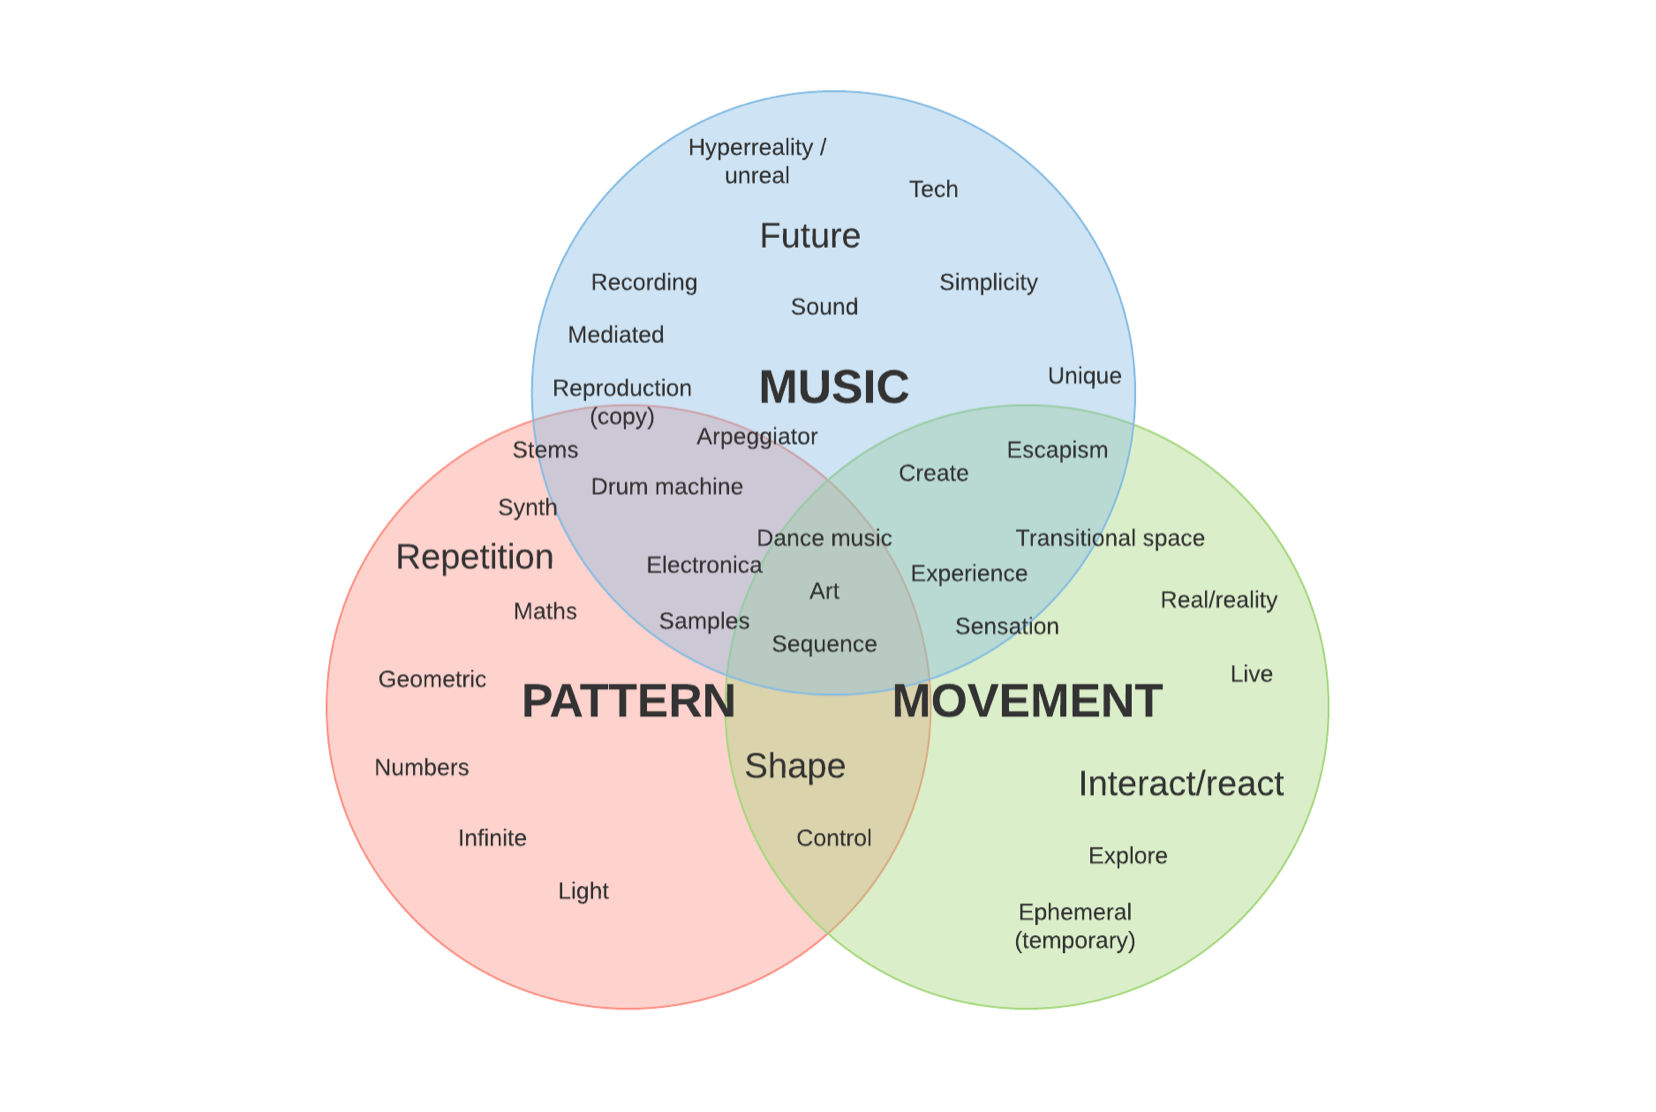 Hyperreality /
unreal
Tech
Future
Recording
Simplicity
Sound
Mediated
Unique
Reproduction
(copy)
MUSIC
Arpeggiator
Stems
Escapism
Create
Drum machine
Synth
Dance music
Transitional space
Repetition
Electronica
Experience
Art
Real/reality
Maths
Samples
Sensation
Sequence
Geometric
Live
PATTERN
MOVEMENT
Shape
Numbers
Interact/react
Infinite
Control
Explore
Light
Ephemeral
(temporary)